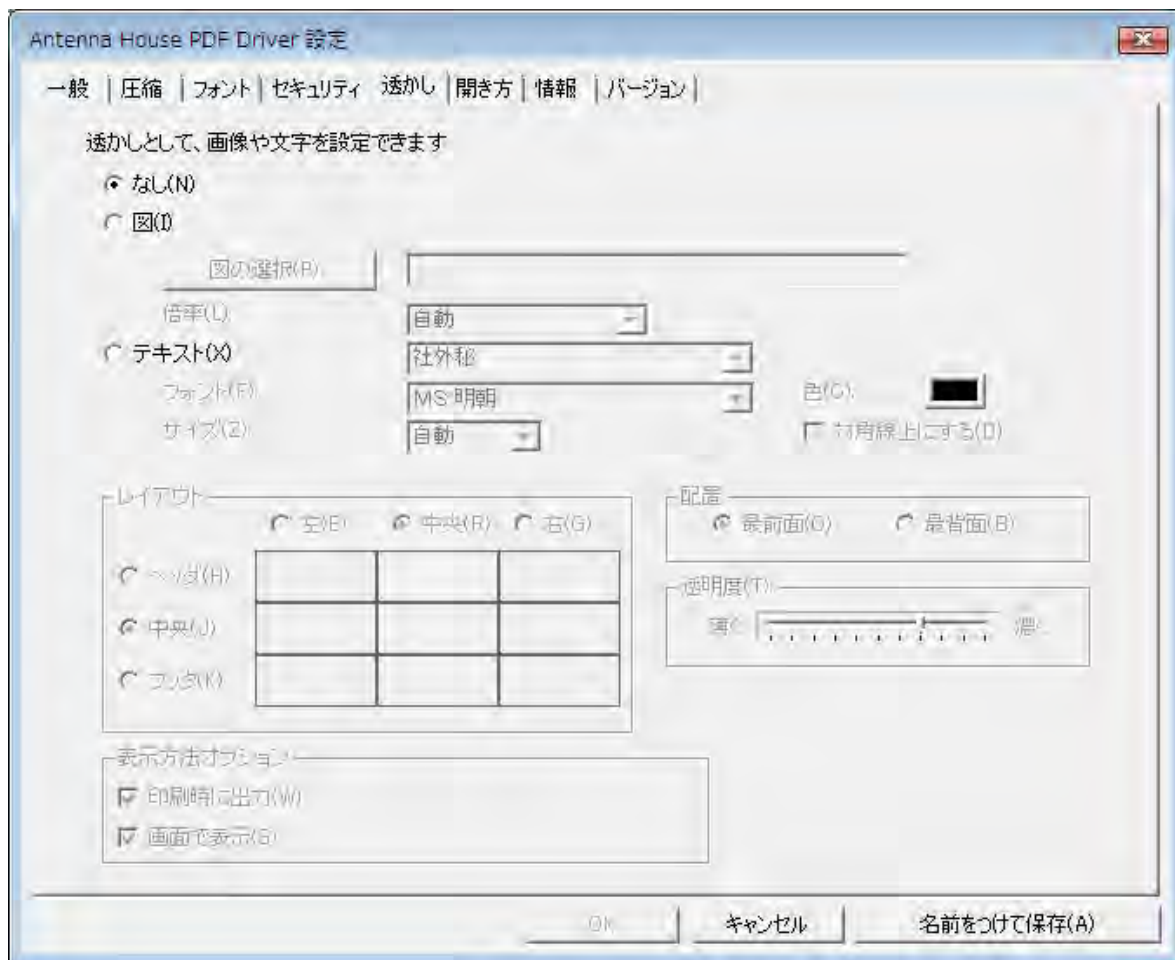 Antenna House PDF Driver 設定
一般 圧縮 フォント セキュリティ 透かし 開き方 情報 バージョン
透かしとして、画像や文字を設定できます
なし(N)
図(I)
図の選択(P)
倍率(L) 自動
テキスト(X) 社外秘
フォント(F) MS 明朝 色(C):
サイズ(Z) 自動 対角線上にする(D)
レイアウト 配置
左(E) 中央(R) 右(G) 最前面(O) 最背面(B)
ヘッダ(H) 透明度(T)
中央(J) 薄く 濃く
フッタ(K)
表示方法オプション
印刷時に出力(W)
画面で表示(S)
OK キャンセル 名前をつけて保存(A)